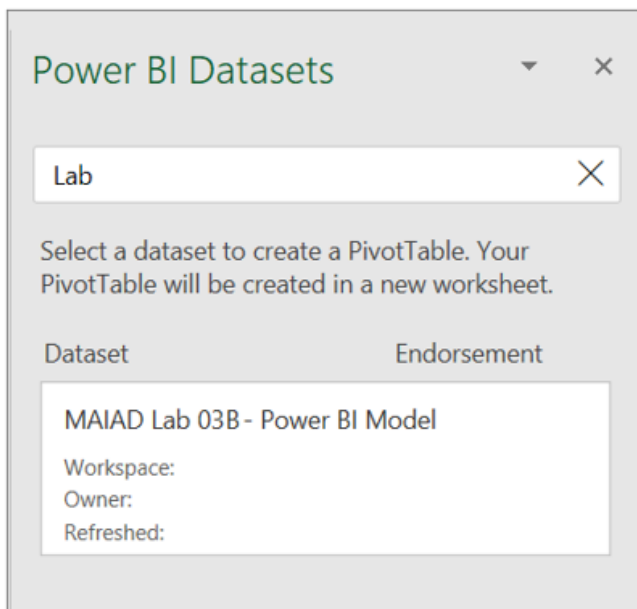 Power BI Datasets
Lab
Select a dataset to create a PivotTable. Your
PivotTable will be created in a new worksheet.
Dataset Endorsement
MAIAD Lab 03B - Power BI Model
Workspace:
Owner:
Refreshed: